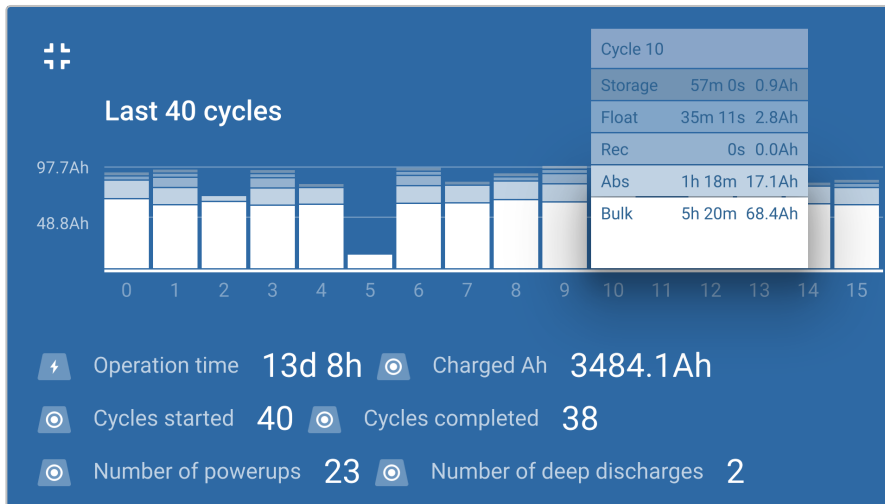 Cycle 10
Storage 57m 0s 0.9Ah
Float 35m 11s 2.8Ah
Rec 0s 0.0Ah
Abs 1h 18m 17.1Ah
Bulk 5h 20m 68.4Ah
Last 40 cycles
97.7Ah
48.8Ah
0 1 2 3 4 5 6 7 8 9 10 11 12 13 14 15
Operation time 13d 8h Charged Ah 3484.1Ah
Cycles started 40 Cycles completed 38
Number of powerups 23 Number of deep discharges 2